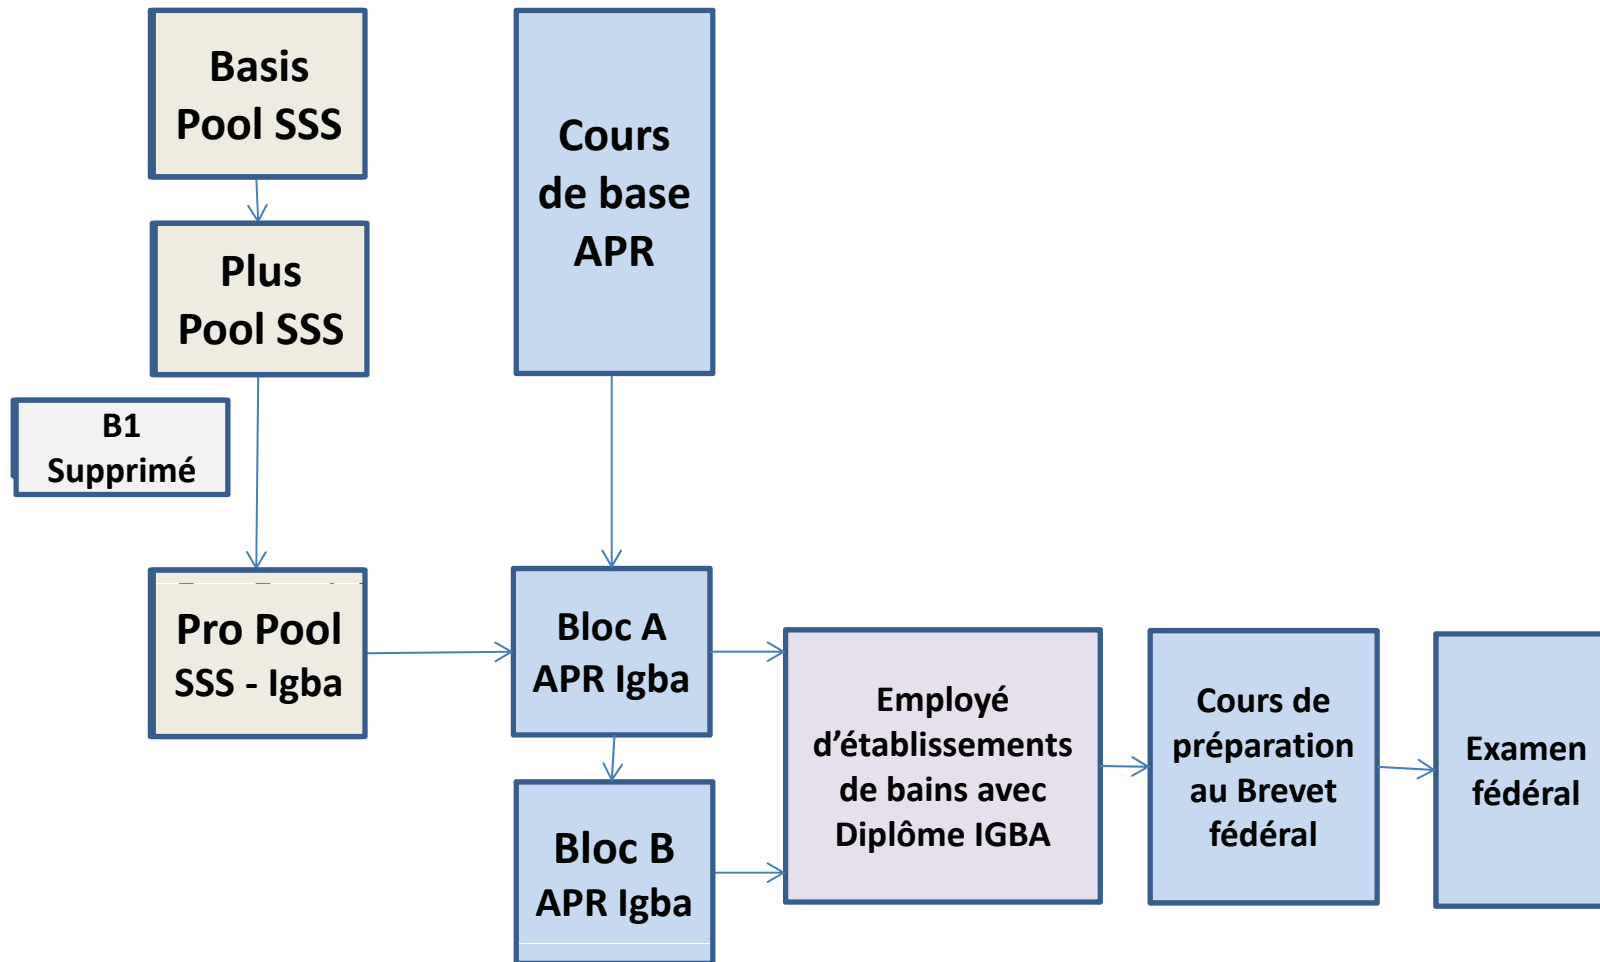 Basis
Pool SSS
Cours
de base
APR
Plus
Pool SSS
B1
Supprimé
Pro Pool
SSS - Igba
Bloc A
APR Igba
Bloc B
APR Igba
Employé
d’établissements
de bains avec
Diplôme IGBA
Cours de
préparation
au Brevet
fédéral
Examen
fédéral